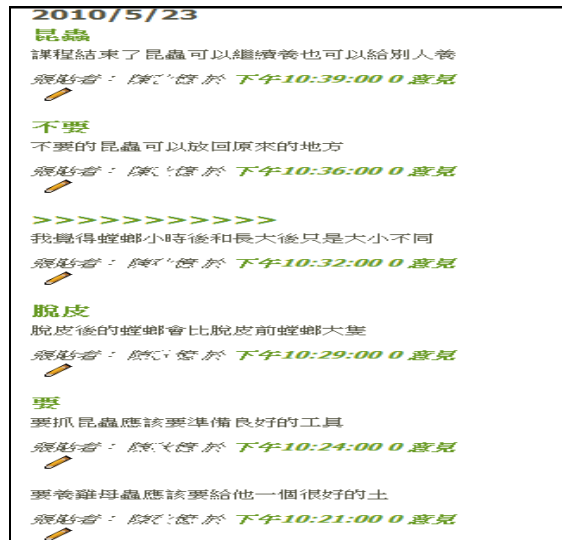 2010/5/23
昆蟲
課程結束了昆蟲可以繼續養也可以給別人養
張貼者： 陳 於 下午10:39:00 0 意見
不要
不要的昆蟲可以放回原來的地方
張貼者： 陳 於 下午10:36:00 0 意見
>>>>>>>>>>>
我覺得螳螂小時後和長大後只是大小不同
張貼者： 陳 於 下午10:32:00 0 意見
脫皮
脫皮後的螳螂會比脫皮前螳螂大隻
張貼者： 陳 於 下午10:29:00 0 意見
要
要抓昆蟲應該要準備良好的工具
張貼者： 陳 於 下午10:24:00 0 意見
要養雞母蟲應該要給他一個很好的土
張貼者： 陳 於 下午10:21:00 0 意見